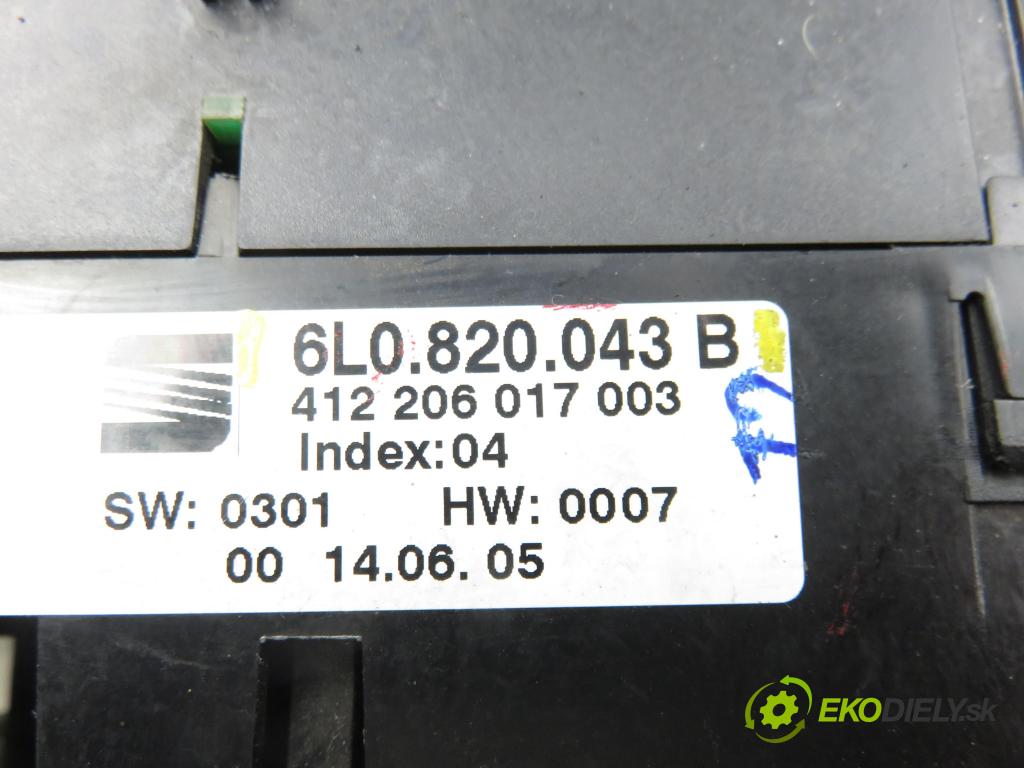 6L0.820.043 B
412 206 017 003
Index:04
SW: 0301 HW: 0007
00 14.06. 05
EKODIELY.sk